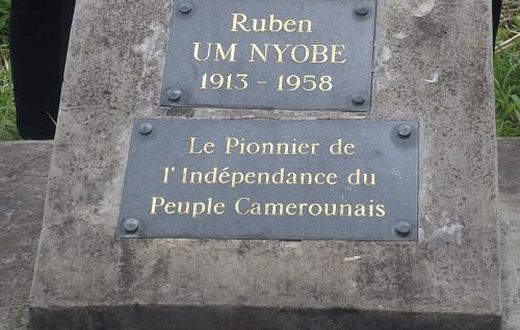 Ruben
UM NYOBE
1913 - 1958
Le Pionnier de
l'Indépendance du
Peuple Camerounais